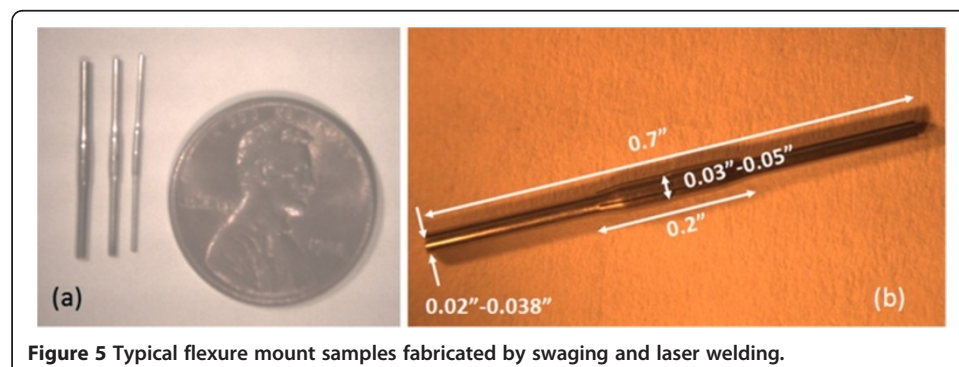 (a)
0.7”
0.03”-0.05”
0.2”
0.02”-0.038”
(b)
Figure 5 Typical flexure mount samples fabricated by swaging and laser welding.